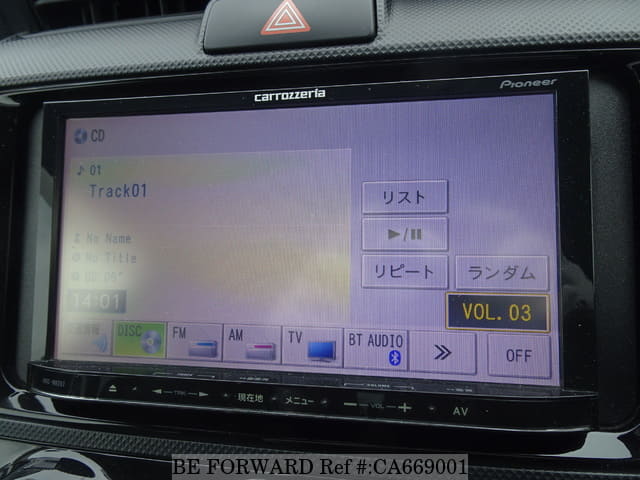 carrozzeria
Pioneer
CD
01
Track01
リスト
▶/II
No Name
No Title
リピート
ランダム
14:01
VOL. 03
DISC
FM
AM
TV
BT AUDIO
OFF
TRK
現在地
メニュー
VOL
AV
BE FORWARD Ref #:CA669001